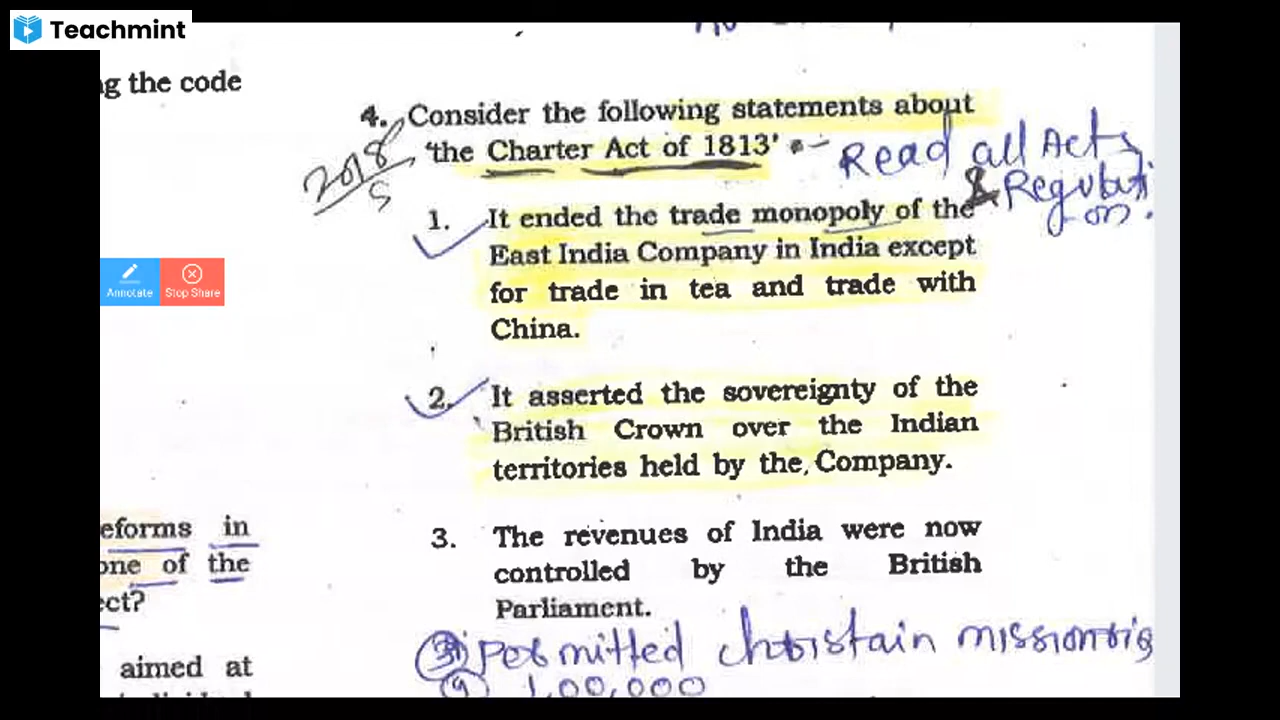 Teachmint
ng the code
4. Consider the following statements about
'the Charter Act of 1813' •- Read all Acts
2018
S
& Regulati
on.
1. It ended the trade monopoly of the
East India Company in India except
for trade in tea and trade with
China.
Annotate
Stop Share
2. It asserted the sovereignty of the
British Crown over the Indian
territories held by the Company.
3. The revenues of India were now
controlled by the British
Parliament.
eforms in
one of the
ect?
aimed at
Permitted christain
1,00,000